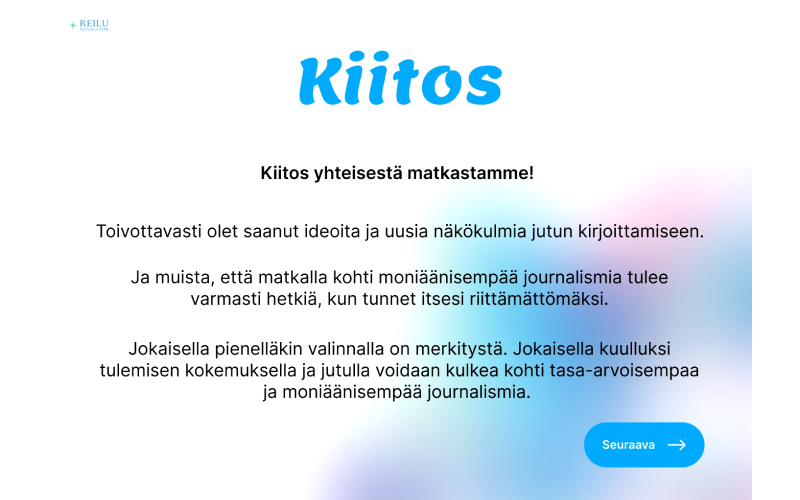 REILU
NAVIGATOR
Kiitos
Kiitos yhteisestä matkastamme!
Toivottavasti olet saanut ideoita ja uusia näkökulmia jutun kirjoittamiseen.
Ja muista, että matkalla kohti moniäänisempää journalismia tulee
varmasti hetkiä, kun tunnet itsesi riittämättömäksi.
Jokaisella pienelläkin valinnalla on merkitystä. Jokaisella kuulluksi
tulemisen kokemuksella ja jutulla voidaan kulkea kohti tasa-arvoisempaa
ja moniäänisempää journalismia.
Seuraava